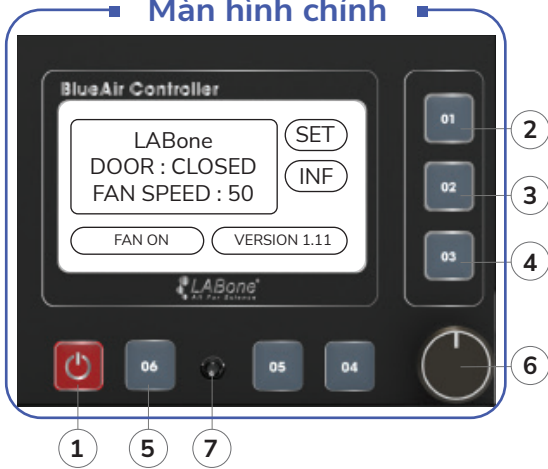 Màn hình chính
BlueAir Controller
LABone
DOOR : CLOSED
FAN SPEED : 50
SET
INF
FAN ON
VERSION 1.11
LABone
All For Science
01
02
03
06
05
04
2
3
4
6
1
5
7